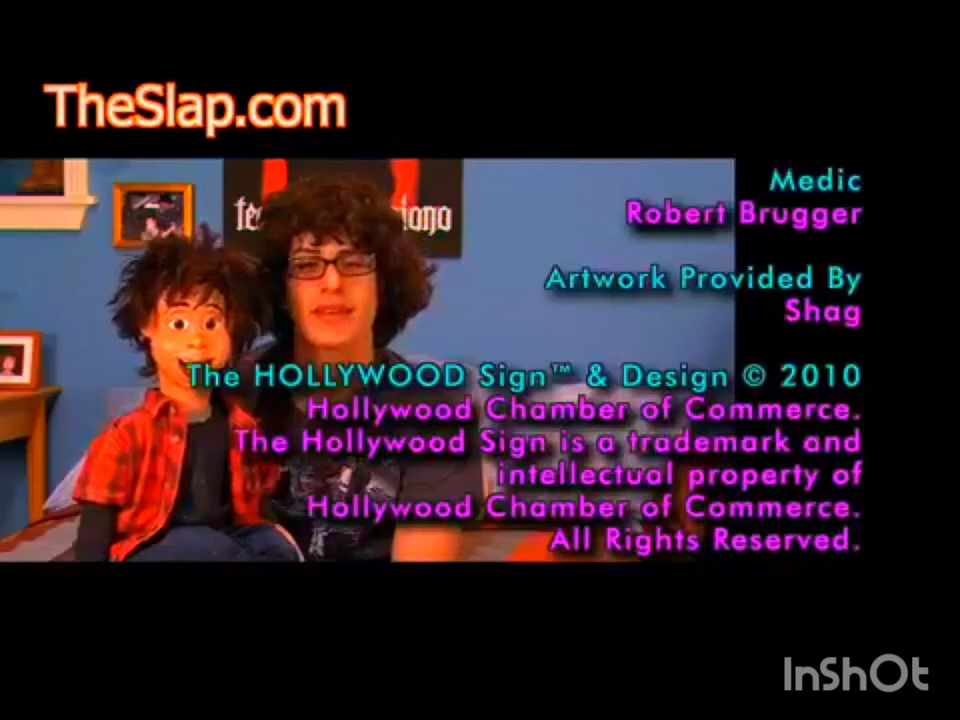 TheSlap.com
Medic
Robert Brugger
Artwork Provided By
Shag
The HOLLYWOOD Sign™ & Design © 2010
Hollywood Chamber of Commerce.
The Hollywood Sign is a trademark and
intellectual property of
Hollywood Chamber of Commerce.
All Rights Reserved.
InShOt